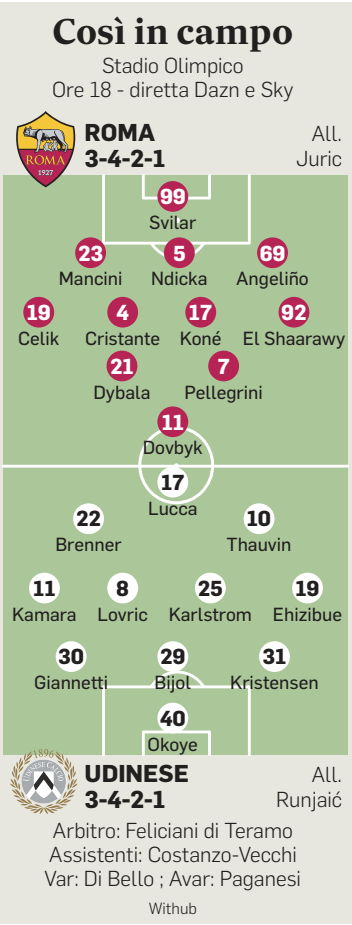 Così in campo
Stadio Olimpico
Ore 18 - diretta Dazn e Sky
ROMA All.
3-4-2-1 Juric
ROMA
1927
99
Svilar
23 5 69
Mancini Ndicka Angeliño
19 4 17 92
Celik Cristante Koné El Shaarawy
21 7
Dybala Pellegrini
11
Dovbyk
17
Lucca
22 10
Brenner Thauvin
11 8 25 19
Kamara Lovric Karlstrom Ehizibue
30 29 31
Giannetti Bijol Kristensen
40
Okoye
1896
UDINESE CALCIO
UDINESE All.
3-4-2-1 Runjaić
Arbitro: Feliciani di Teramo
Assistenti: Costanzo-Vecchi
Var: Di Bello ; Avar: Paganesi
Withub